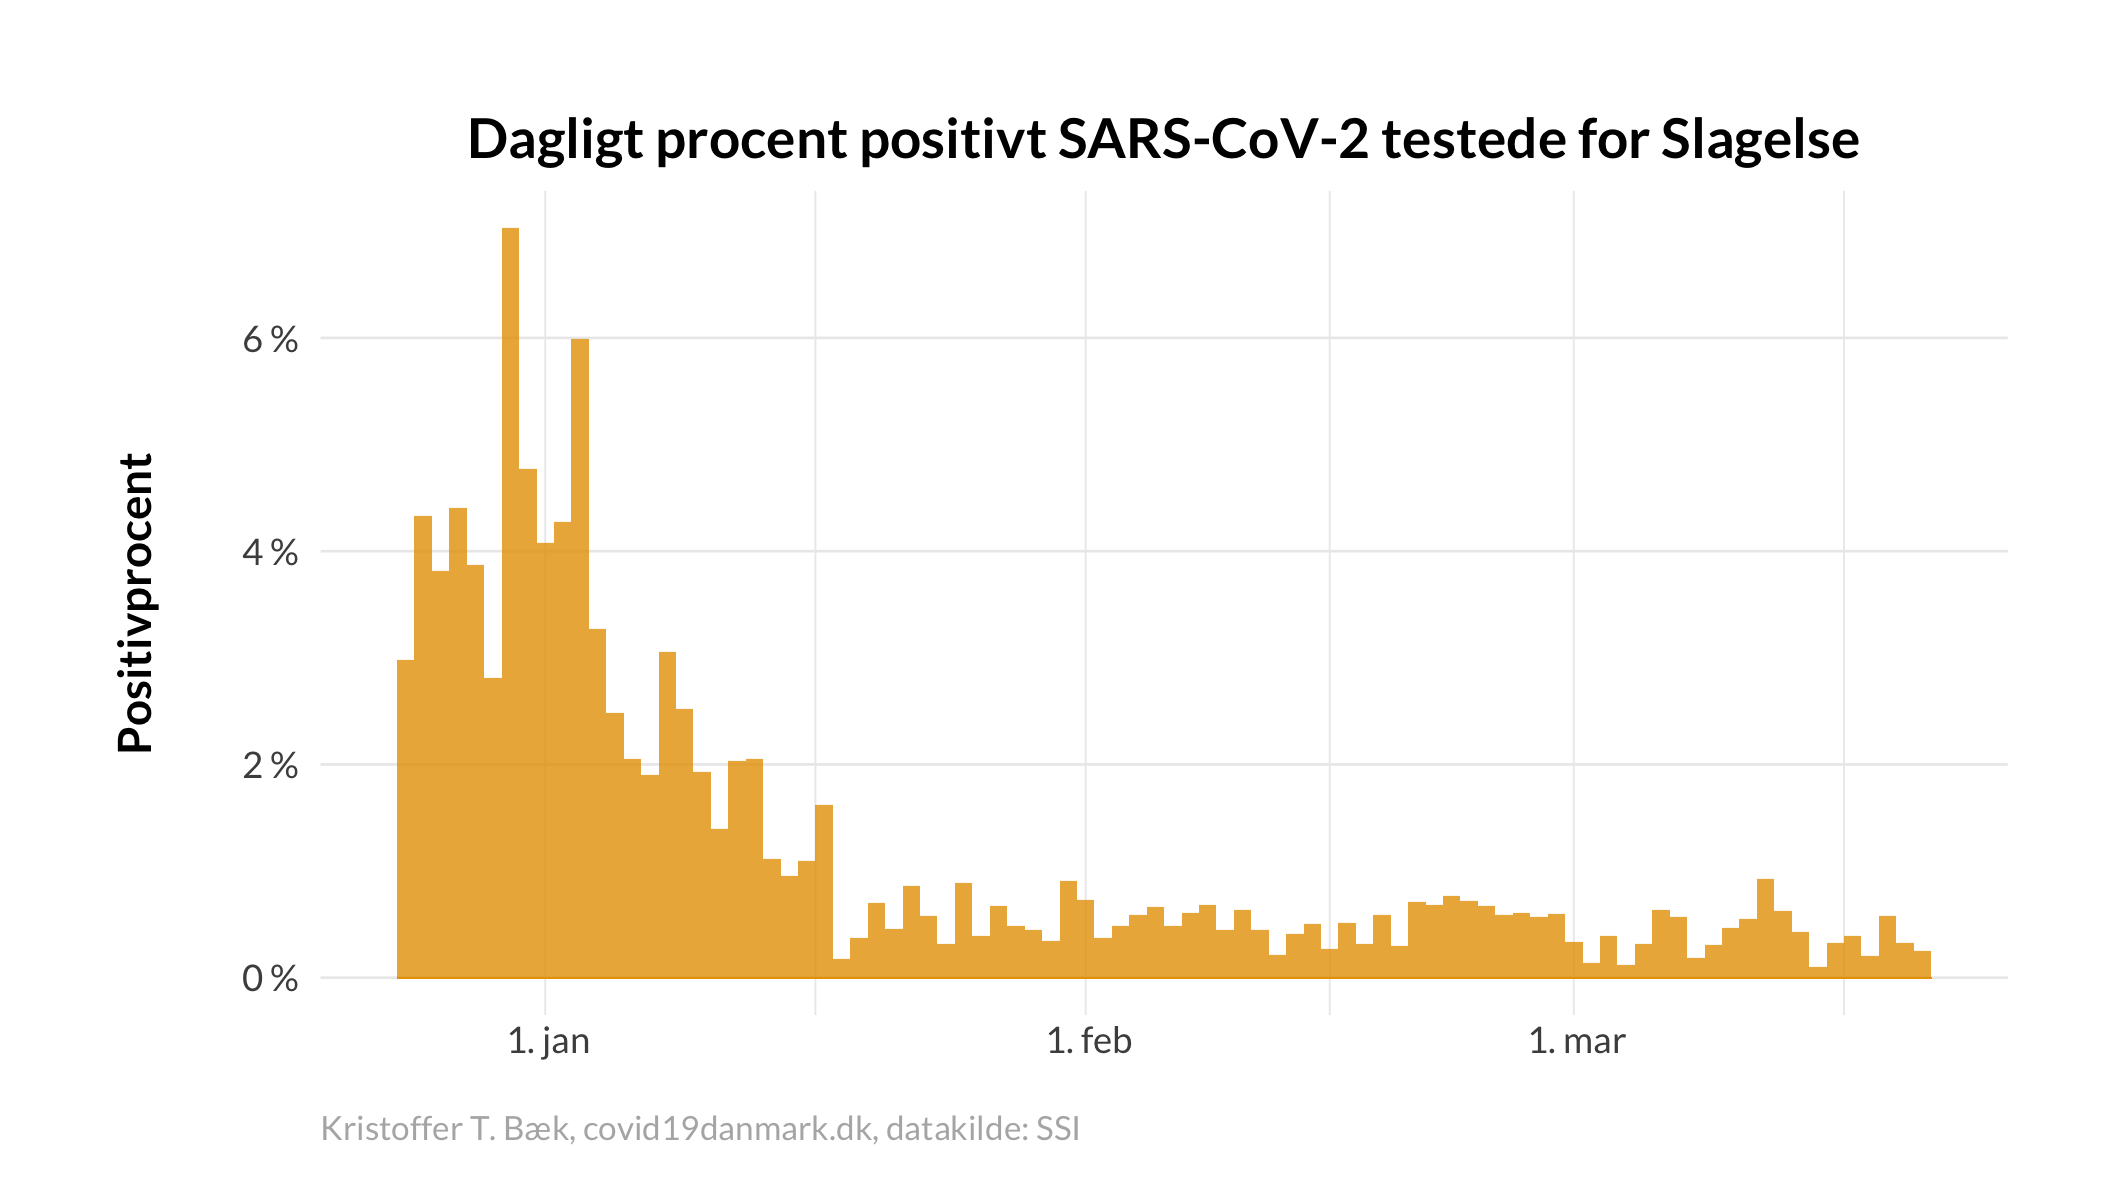 Dagligt procent positivt SARS-CoV-2 testede for Slagelse
Positivprocent
6 %
4 %
2 %
0 %
1. jan
1. feb
1. mar
Kristoffer T. Bæk, covid19danmark.dk, datakilde: SSI